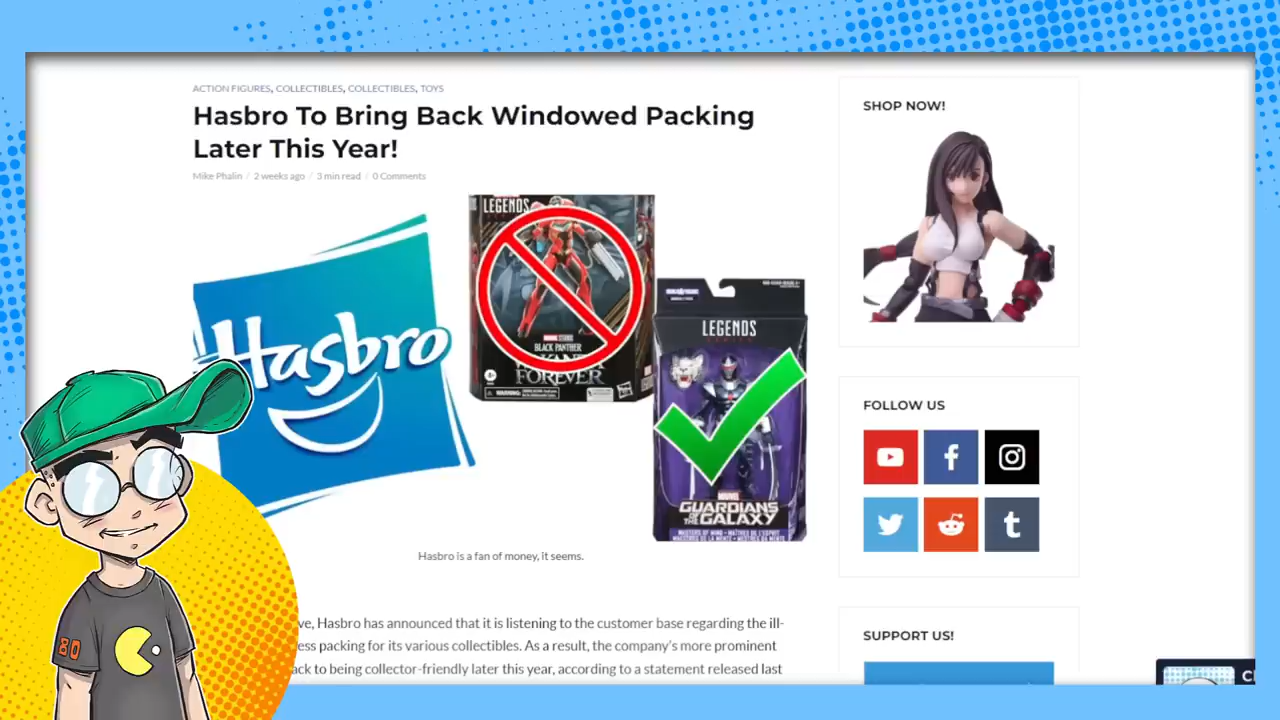 ACTION FIGURES, COLLECTIBLES, COLLECTIBLES, TOYS
Hasbro To Bring Back Windowed Packing
Later This Year!
Mike Phalin / 2 weeks ago / 3 min read / 0 Comments
Hasbro
LEGENDS
MARVEL STUDIOS
BLACK PANTHER
FOREVER
WARNING:
LEGENDS
MARVEL
GUARDIANS
OF THE GALAXY
Hasbro is a fan of money, it seems.
ve, Hasbro has announced that it is listening to the customer base regarding the ill-
ess packing for its various collectibles. As a result, the company's more prominent
ack to being collector-friendly later this year, according to a statement released last
80
SHOP NOW!
FOLLOW US
SUPPORT US!